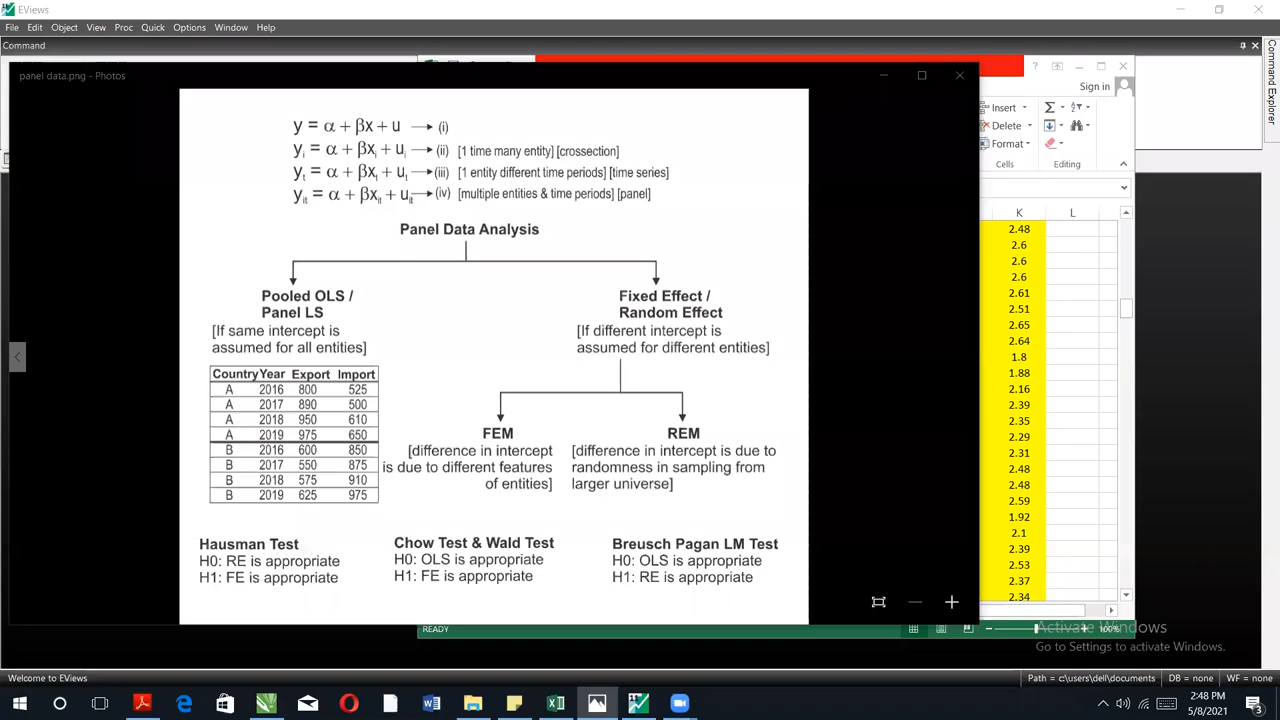 EViews
File Edit Object View Proc Quick Options Window Help
Command
Command Explorer
panel data.png - Photos
Sign in
Insert
Delete
Format
Cells
Editing
y = α + βx + u → (i)
yi = α + βxi + ui → (ii) [1 time many entity] [crossection]
yt = α + βxt + ut → (iii) [1 entity different time periods] [time series]
yit = α + βxit + uit → (iv) [multiple entities & time periods] [panel]
Panel Data Analysis
Pooled OLS /
Panel LS
[If same intercept is
assumed for all entities]
Fixed Effect /
Random Effect
[If different intercept is
assumed for different entities]
Country Year Export Import
A 2016 800 525
A 2017 890 500
A 2018 950 610
A 2019 975 650
B 2016 600 850
B 2017 550 875
B 2018 575 910
B 2019 625 975
FEM
[difference in intercept
is due to different features
of entities]
REM
[difference in intercept is due to
randomness in sampling from
larger universe]
Hausman Test
H0: RE is appropriate
H1: FE is appropriate
Chow Test & Wald Test
H0: OLS is appropriate
H1: FE is appropriate
Breusch Pagan LM Test
H0: OLS is appropriate
H1: RE is appropriate
K L
2.48
2.6
2.6
2.6
2.61
2.51
2.65
2.64
1.8
1.88
2.16
2.39
2.35
2.29
2.31
2.48
2.48
2.59
1.92
2.1
2.39
2.53
2.37
2.34
READY
100%
Activate Windows
Go to Settings to activate Windows.
Welcome to EViews
Path = c:\users\dell\documents DB = none WF = none
2:48 PM
5/8/2021
3